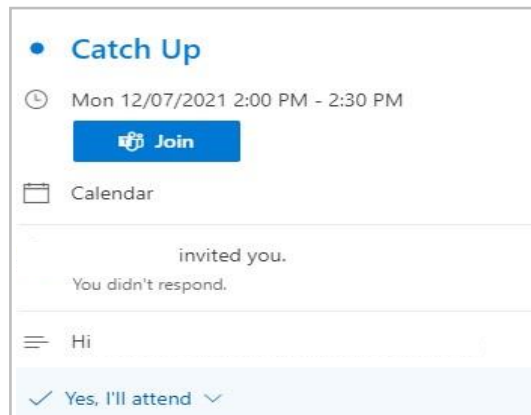 Catch Up
Mon 12/07/2021 2:00 PM - 2:30 PM
Join
Calendar
invited you.
You didn't respond.
Hi
Yes, I'll attend